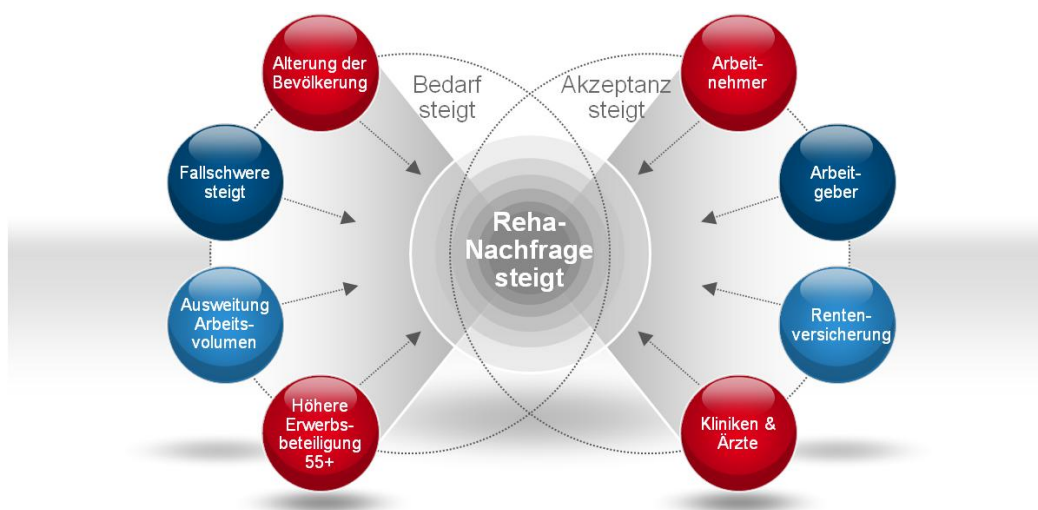 Alterung der
Bevölkerung
Fallschwere
steigt
Ausweitung
Arbeits-
volumen
Höhere
Erwerbs-
beteiligung
55+
Bedarf
steigt
Reha-
Nachfrage
steigt
Akzeptanz
steigt
Arbeit-
nehmer
Arbeit-
geber
Renten-
versicherung
Kliniken &
Ärzte